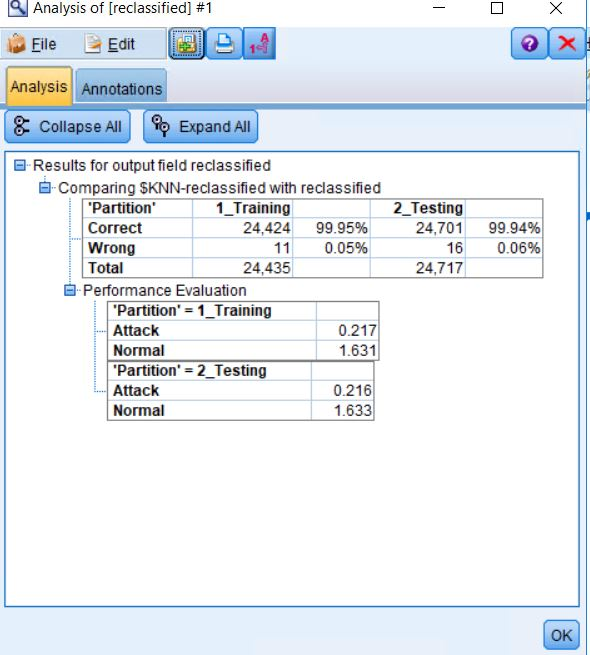 Analysis of [reclassified] #1
File Edit
Analysis Annotations
Collapse All Expand All
Results for output field reclassified
Comparing $KNN-reclassified with reclassified
'Partition' 1_Training 2_Testing
Correct 24,424 99.95% 24,701 99.94%
Wrong 11 0.05% 16 0.06%
Total 24,435 24,717
Performance Evaluation
'Partition' = 1_Training
Attack 0.217
Normal 1.631
'Partition' = 2_Testing
Attack 0.216
Normal 1.633
OK